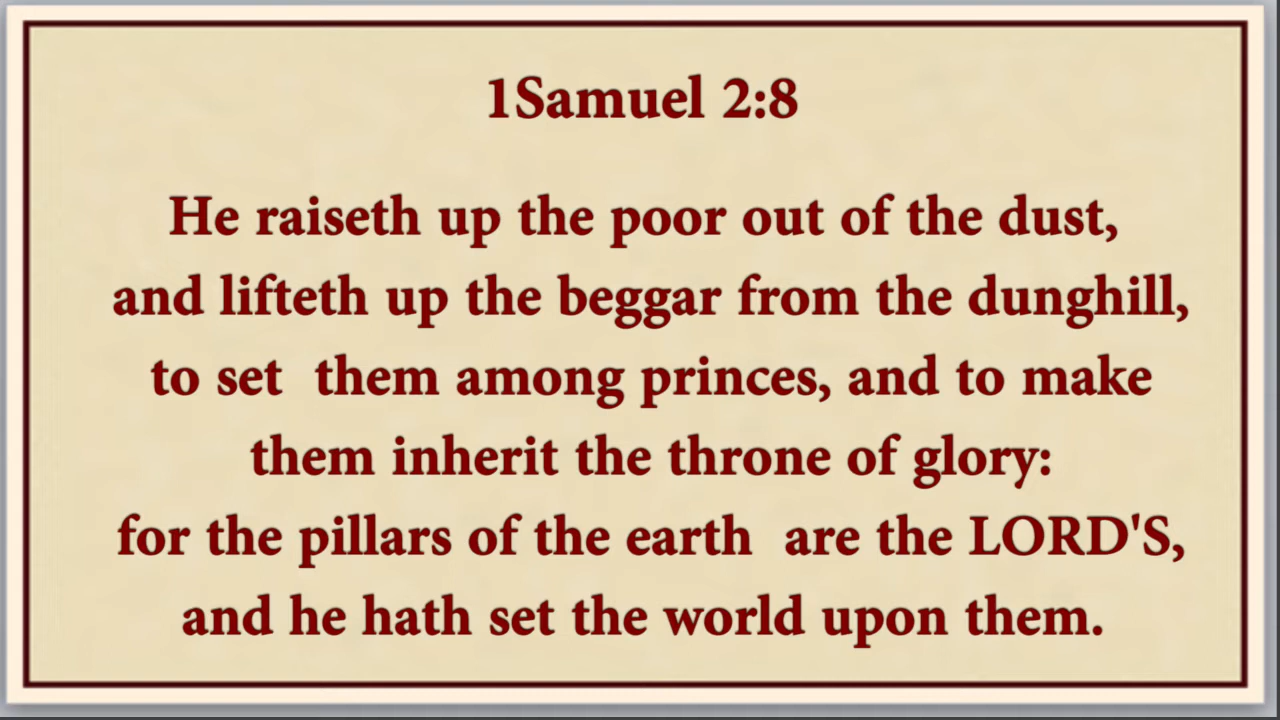 1Samuel 2:8
He raiseth up the poor out of the dust,
and lifteth up the beggar from the dunghill,
to set  them among princes, and to make
them inherit the throne of glory:
for the pillars of the earth  are the LORD'S,
and he hath set the world upon them.